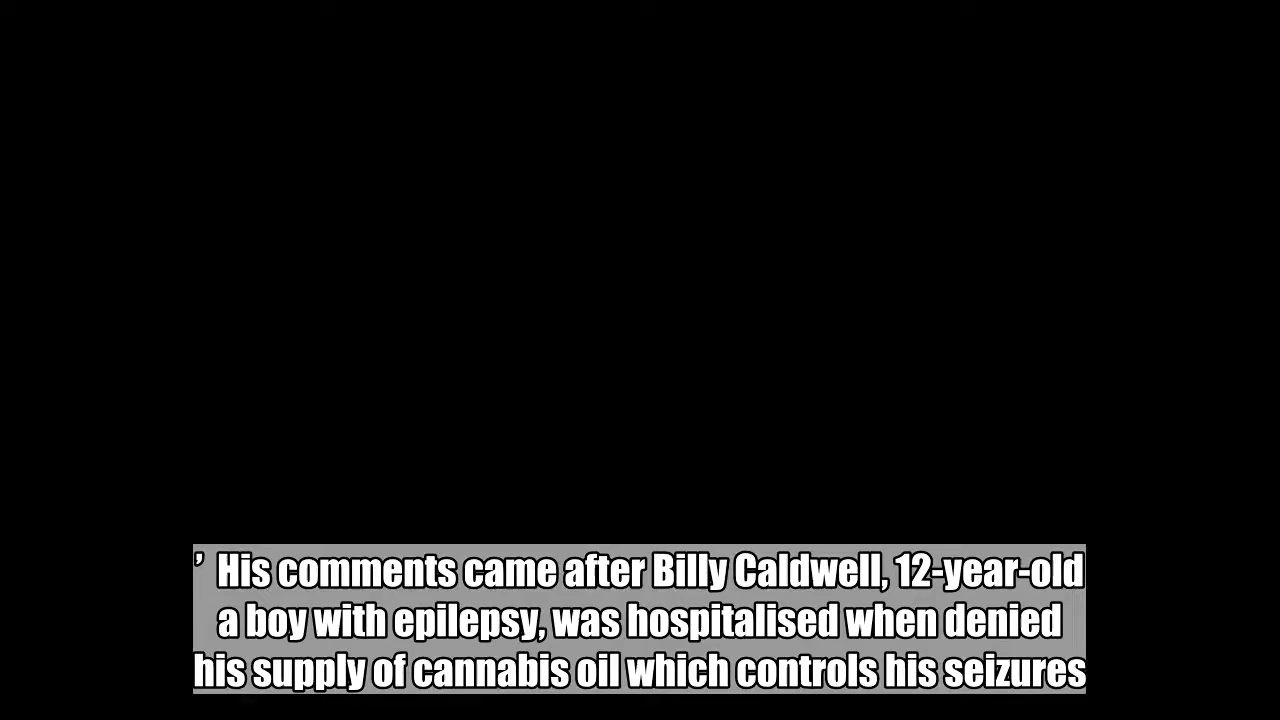 ’ His comments came after Billy Caldwell, 12-year-old
a boy with epilepsy, was hospitalised when denied
his supply of cannabis oil which controls his seizures